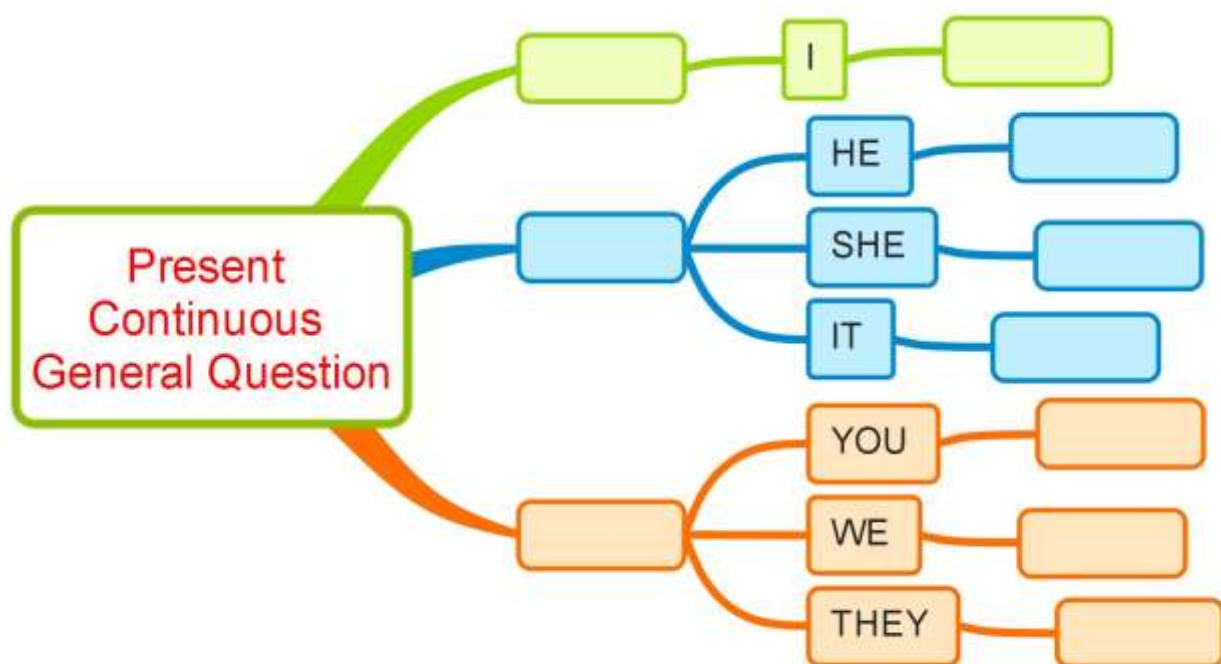 Present
Continuous
General Question
I
HE
SHE
IT
YOU
WE
THEY